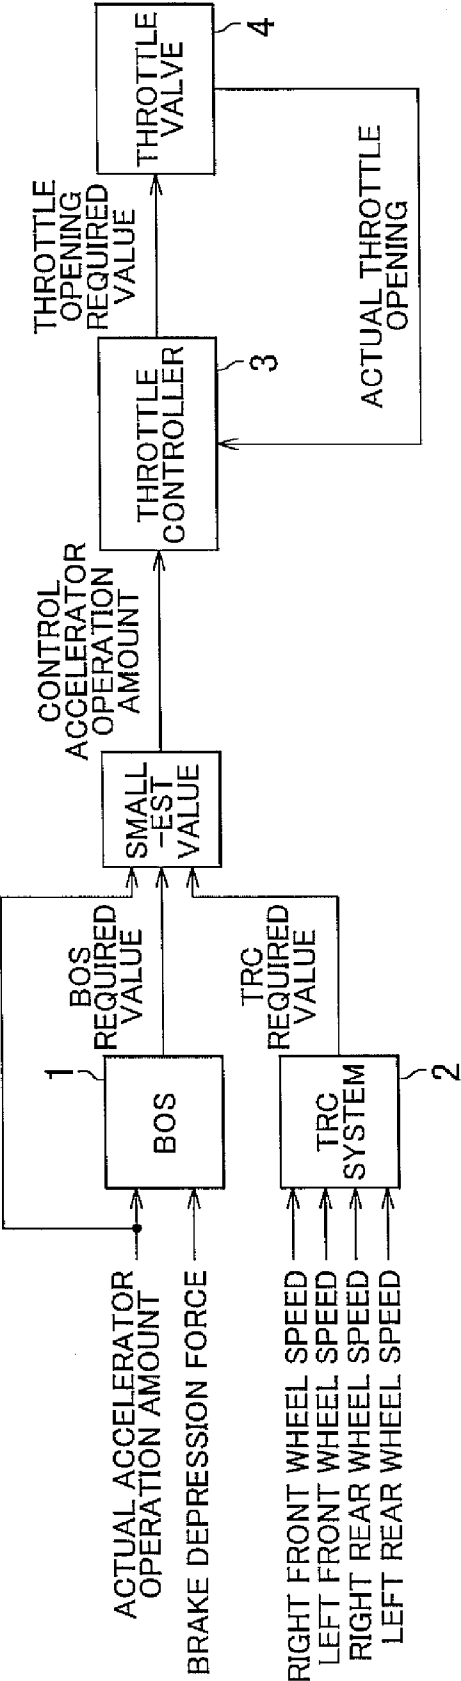 ACTUAL ACCELERATOR
OPERATION AMOUNT
BRAKE DEPRESSION FORCE
RIGHT FRONT WHEEL SPEED
LEFT FRONT WHEEL SPEED
RIGHT REAR WHEEL SPEED
LEFT REAR WHEEL SPEED
1
BOS
TRC
SYSTEM
2
BOS
REQUIRED
VALUE
TRC
REQUIRED
VALUE
SMALL
-EST
VALUE
CONTROL
ACCELERATOR
OPERATION
AMOUNT
THROTTLE
CONTROLLER
3
THROTTLE
OPENING
REQUIRED
VALUE
THROTTLE
VALVE
4
ACTUAL THROTTLE
OPENING